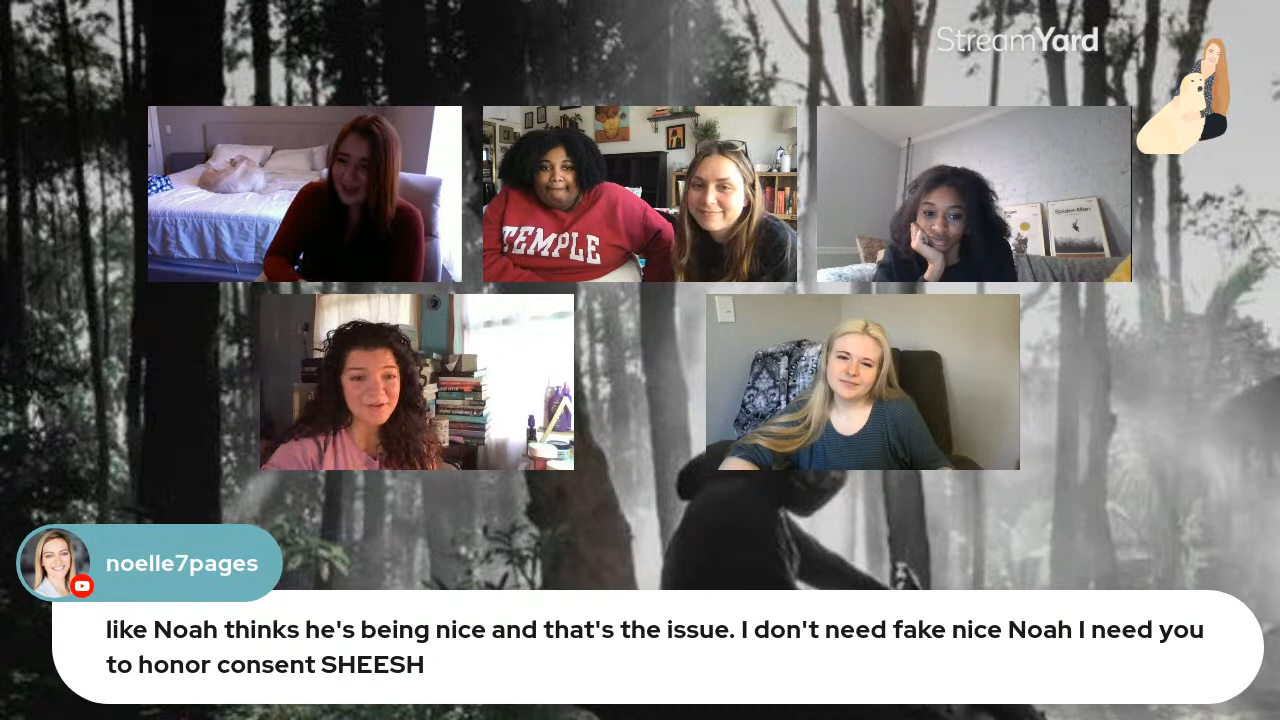 StreamYard
TEMPLE
Spider-Man
noelle7pages
like Noah thinks he's being nice and that's the issue. I don't need fake nice Noah I need you
to honor consent SHEESH